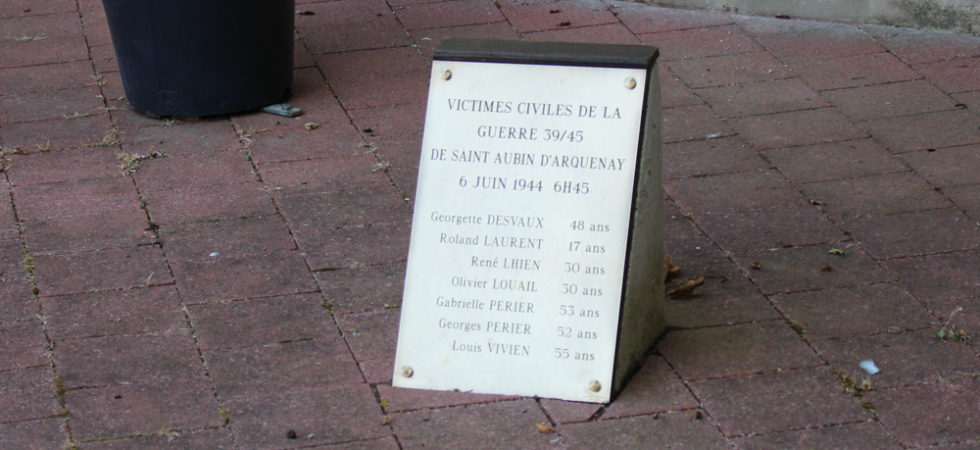 VICTIMES CIVILES DE LA
GUERRE 39/45
DE SAINT AUBIN D'ARQUENAY
6 JUIN 1944 6H45
Georgette DESVAUX 48 ans
Roland LAURENT 17 ans
René LHIEN 30 ans
Olivier LOUAIL 30 ans
Gabrielle PERIER 53 ans
Georges PERIER 52 ans
Louis VIVIEN 55 ans